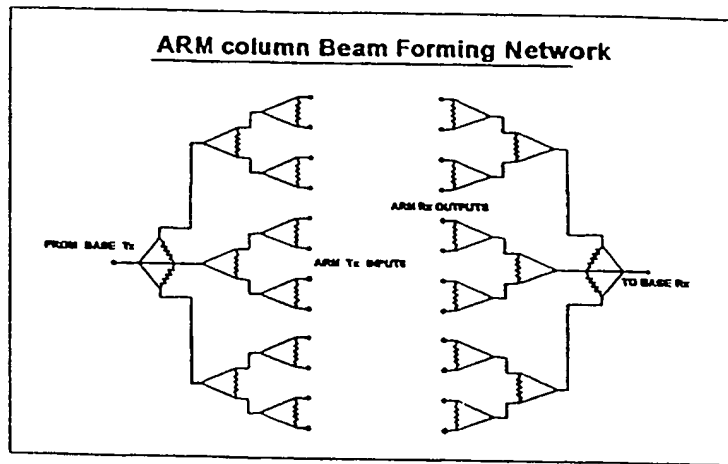 ARM column Beam Forming Network
ARM Rx OUTPUTS
FROM BASE Tx
ARM Tx INPUTS
TO BASE Rx